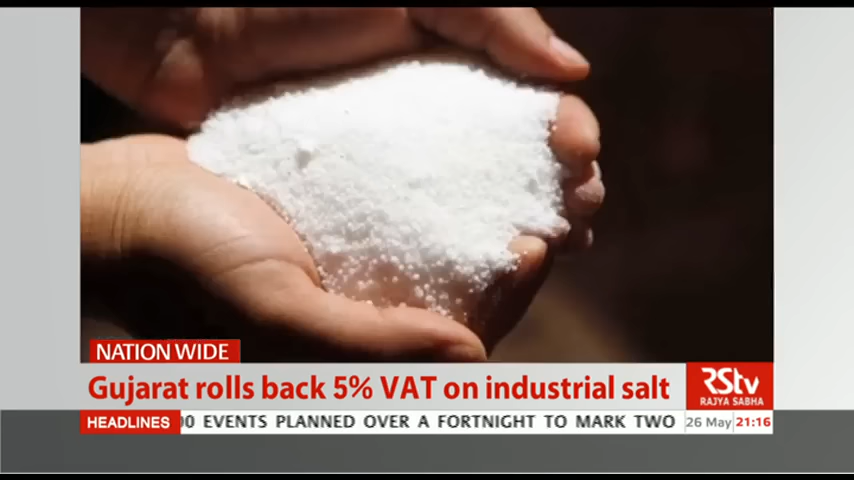 NATION WIDE
Gujarat rolls back 5% VAT on industrial salt
RSTV
RAJYA SABHA
HEADLINES
00 EVENTS PLANNED OVER A FORTNIGHT TO MARK TWO
26 May
21:16